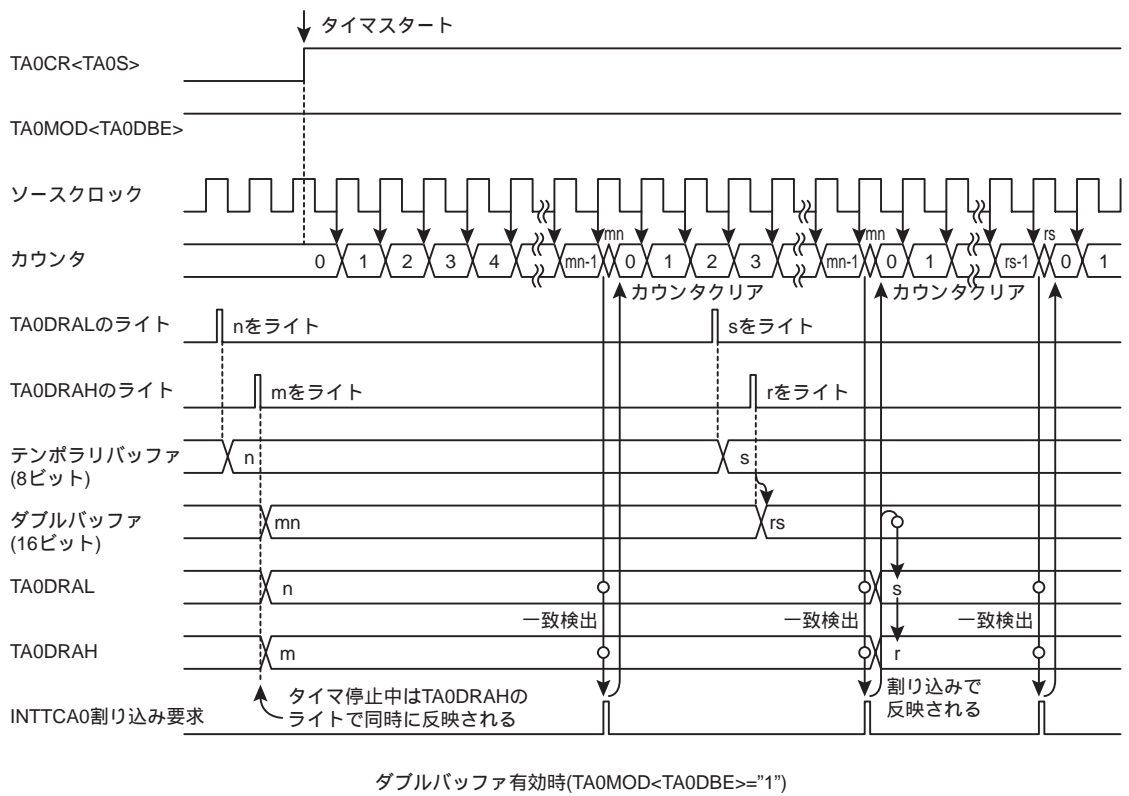 タイマスタート
TA0CR<TA0S>
TA0MOD<TA0DBE>
ソースクロック
mn mn rs
カウンタ 0 1 2 3 4 mn-1 0 1 2 3 mn-1 0 1 rs-1 0 1
カウンタクリア カウンタクリア
TA0DRALのライト nをライト sをライト
TA0DRAHのライト mをライト rをライト
テンポラリバッファ n s
(8ビット)
ダブルバッファ mn rs
(16ビット)
TA0DRAL n s
一致検出 一致検出 一致検出
TA0DRAH m r
タイマ停止中はTA0DRAHの 割り込みで
INTTCA0割り込み要求 ライトで同時に反映される 反映される
ダブルバッファ有効時(TA0MOD<TA0DBE>=”1”)